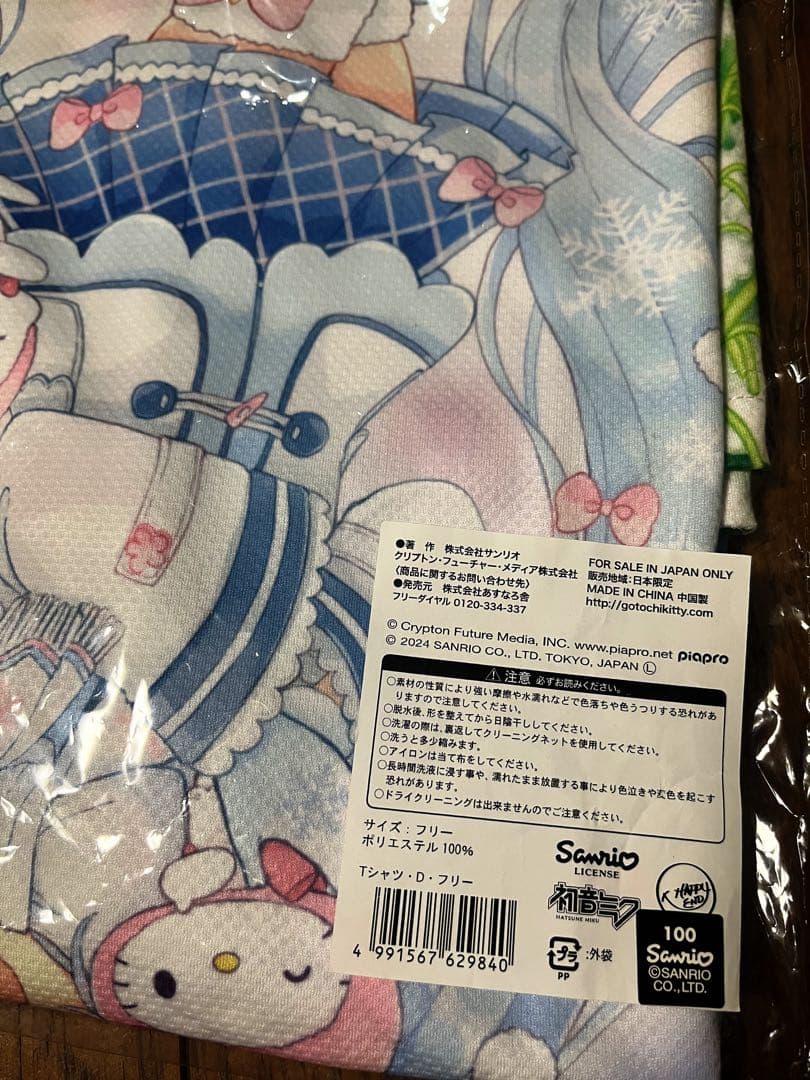 ●著 作 株式会社サンリオ
クリプトン・フューチャー・メディア株式会社
〈商品に関するお問い合わせ先〉
●発売元 株式会社あすなろ舎
フリーダイヤル 0120-334-337
FOR SALE IN JAPAN ONLY
販売地域:日本限定
MADE IN CHINA 中国製
http://gotochikitty.com
© Crypton Future Media, INC. www.piapro.net piapro
© 2024 SANRIO CO., LTD. TOKYO, JAPAN Ⓛ
⚠注意 必ずお読みください。
○素材の性質により強い摩擦や水濡れなどで色落ちや色うつりする恐れがあ
りますので注意してください。
○脱水後、形を整えてから日陰干ししてください。
○洗濯の際は、裏返してクリーニングネットを使用してください。
○洗うと多少縮みます。
○アイロンは当て布をしてください。
○長時間洗液に浸す事や、濡れたまま放置する事により色泣きや変色を起こす
恐れがあります。
○ドライクリーニングは出来ませんのでご注意ください。
サイズ:フリー
ポリエステル 100%
Tシャツ・D・フリー
4 991567 629840
Sanrio
LICENSE
初音ミク
HATSUNE MIKU
HAPPY
END
プラ
PP
:外袋
100
Sanrio
©SANRIO
CO.,LTD.